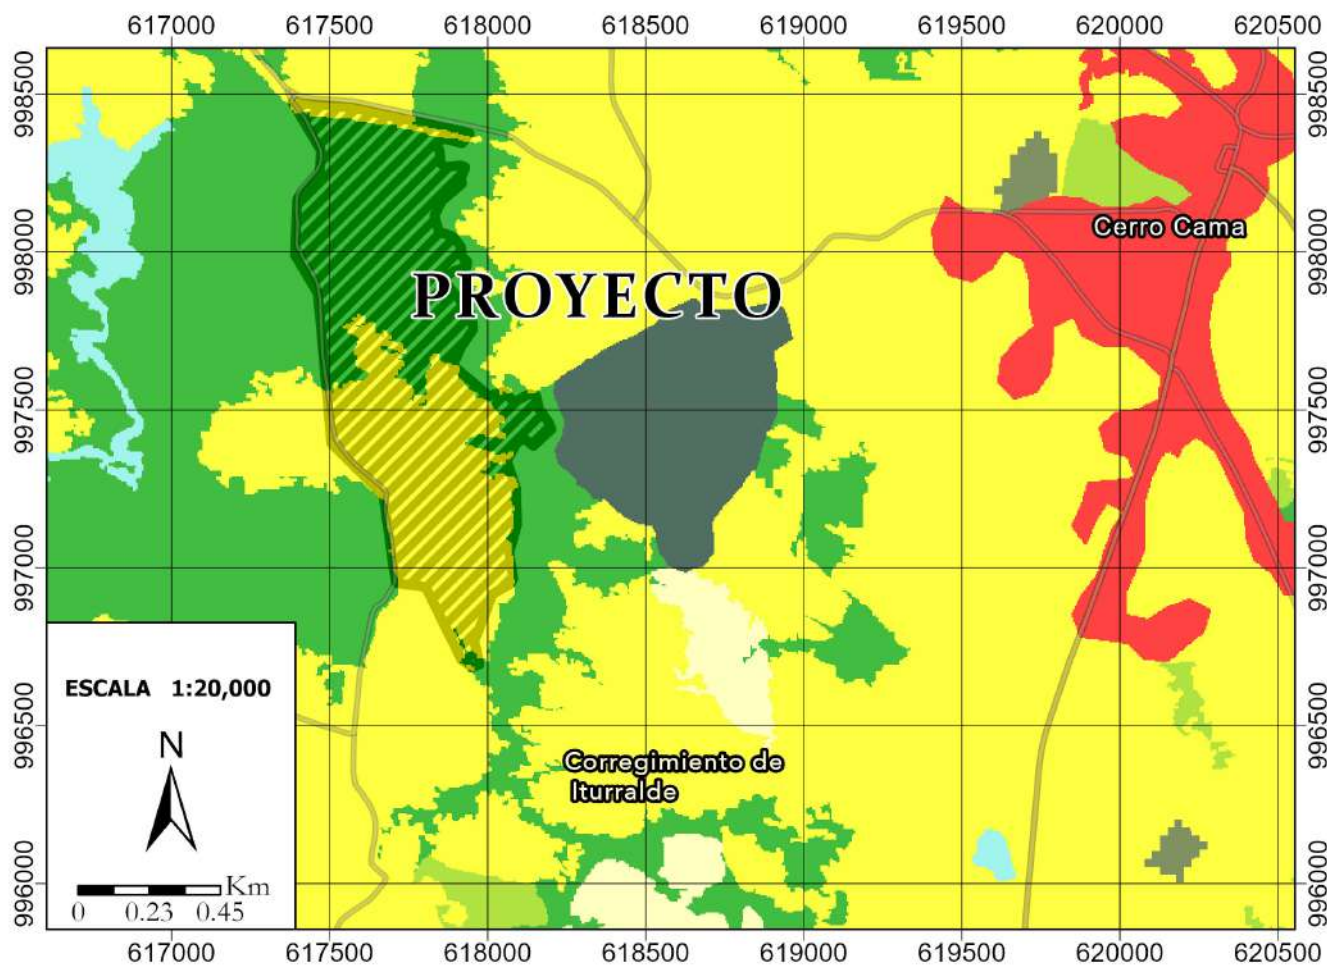 617000 617500 618000 618500 619000 619500 620000 620500
998500 998500
Cerro Cama
998000 998000
PROYECTO
997500 997500
997000 997000
ESCALA 1:20,000
996500 996500
N
Corregimiento de
Iturralde
996000 996000
Km
0 0.23 0.45
617000 617500 618000 618500 619000 619500 620000 620500